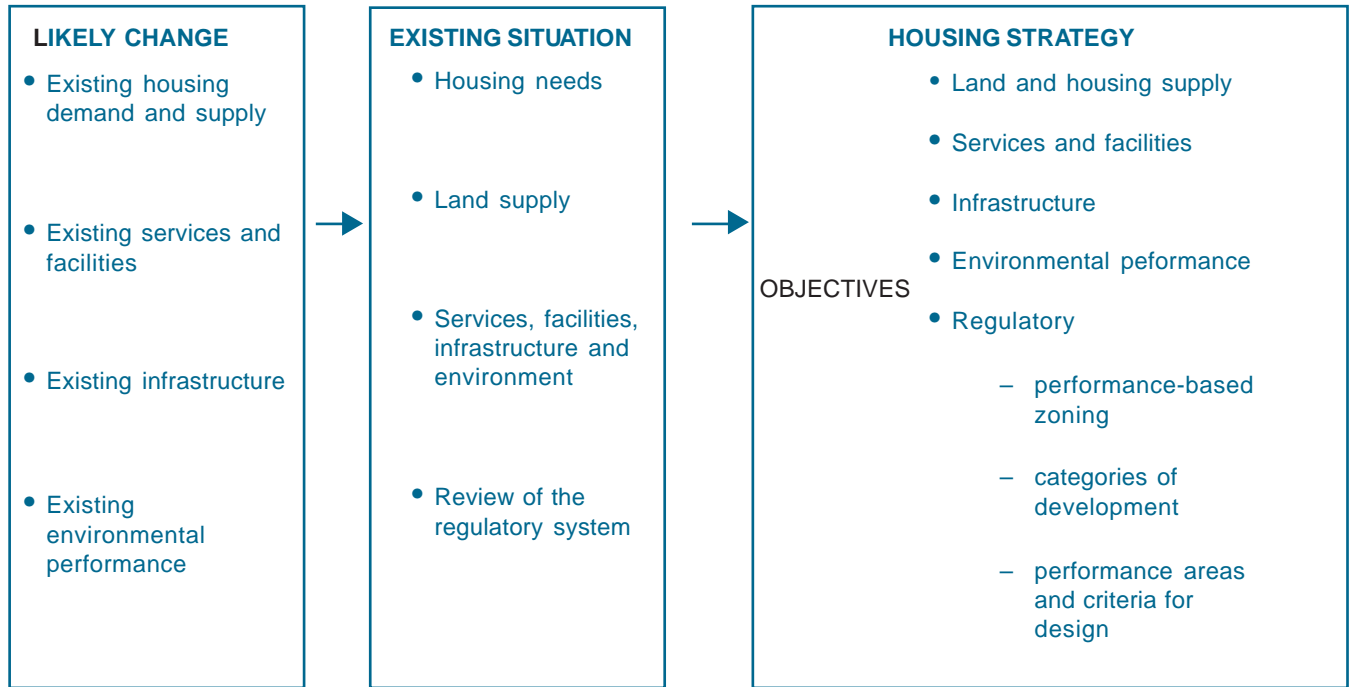 LIKELY CHANGE
• Existing housing
demand and supply
• Existing services and
facilities
• Existing infrastructure
• Existing
environmental
performance
EXISTING SITUATION
• Housing needs
• Land supply
• Services, facilities,
infrastructure and
environment
• Review of the
regulatory system
HOUSING STRATEGY
OBJECTIVES
• Land and housing supply
• Services and facilities
• Infrastructure
• Environmental peformance
• Regulatory
– performance-based
zoning
– categories of
development
– performance areas
and criteria for
design